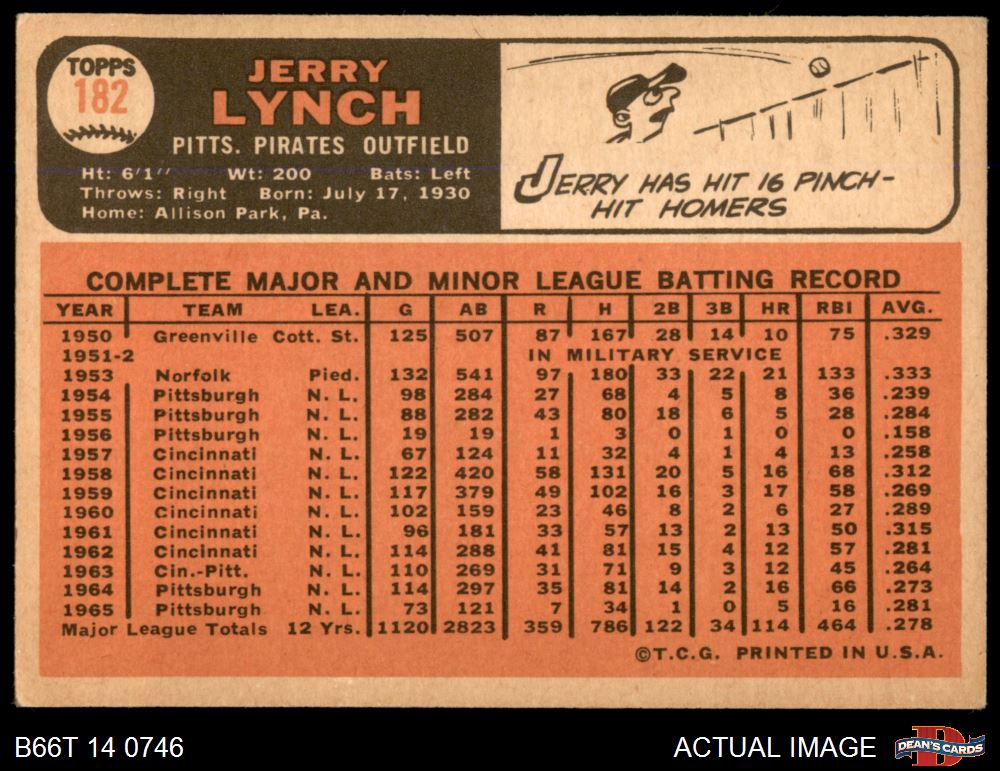 TOPPS
182
JERRY
LYNCH
PITTS. PIRATES OUTFIELD
Ht: 6'1" Wt: 200 Bats: Left
Throws: Right Born: July 17, 1930
Home: Allison Park, Pa.
JERRY HAS HIT 16 PINCH-
HIT HOMERS
COMPLETE MAJOR AND MINOR LEAGUE BATTING RECORD
YEAR TEAM LEA. G AB R H 2B 3B HR RBI AVG.
1950 Greenville Cott. St. 125 507 87 167 28 14 10 75 .329
1951-2 IN MILITARY SERVICE
1953 Norfolk Pied. 132 541 97 180 33 22 21 133 .333
1954 Pittsburgh N. L. 98 284 27 68 4 5 8 36 .239
1955 Pittsburgh N. L. 88 282 43 80 18 6 5 28 .284
1956 Pittsburgh N. L. 19 19 1 3 0 1 0 0 .158
1957 Cincinnati N. L. 67 124 11 32 4 1 4 13 .258
1958 Cincinnati N. L. 122 420 58 131 20 5 16 68 .312
1959 Cincinnati N. L. 117 379 49 102 16 3 17 58 .269
1960 Cincinnati N. L. 102 159 23 46 8 2 6 27 .289
1961 Cincinnati N. L. 96 181 33 57 13 2 13 50 .315
1962 Cincinnati N. L. 114 288 41 81 15 4 12 57 .281
1963 Cin.-Pitt. N. L. 110 269 31 71 9 3 12 45 .264
1964 Pittsburgh N. L. 114 297 35 81 14 2 16 66 .273
1965 Pittsburgh N. L. 73 121 7 34 1 0 5 16 .281
Major League Totals 12 Yrs. 1120 2823 359 786 122 34 114 464 .278
©T.C.G. PRINTED IN U.S.A.
B66T 14 0746 ACTUAL IMAGE DEAN'S CARDS